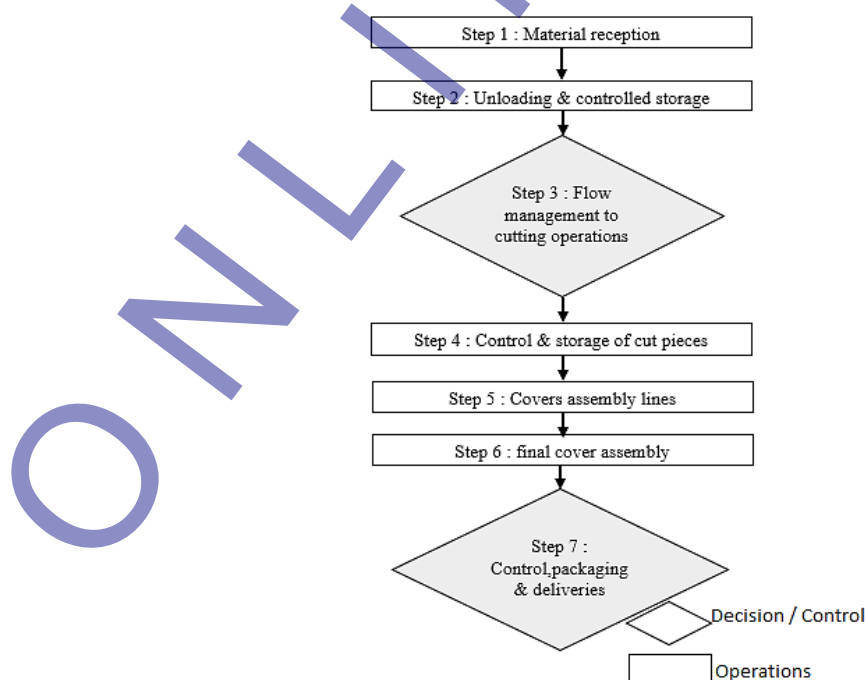 Step 1 : Material reception
Step 2 : Unloading & controlled storage
Step 3 : Flow
management to
cutting operations
Step 4 : Control & storage of cut pieces
Step 5 : Covers assembly lines
Step 6 : final cover assembly
Step 7 :
Control,packaging
& deliveries
Decision / Control
Operations
ONLI